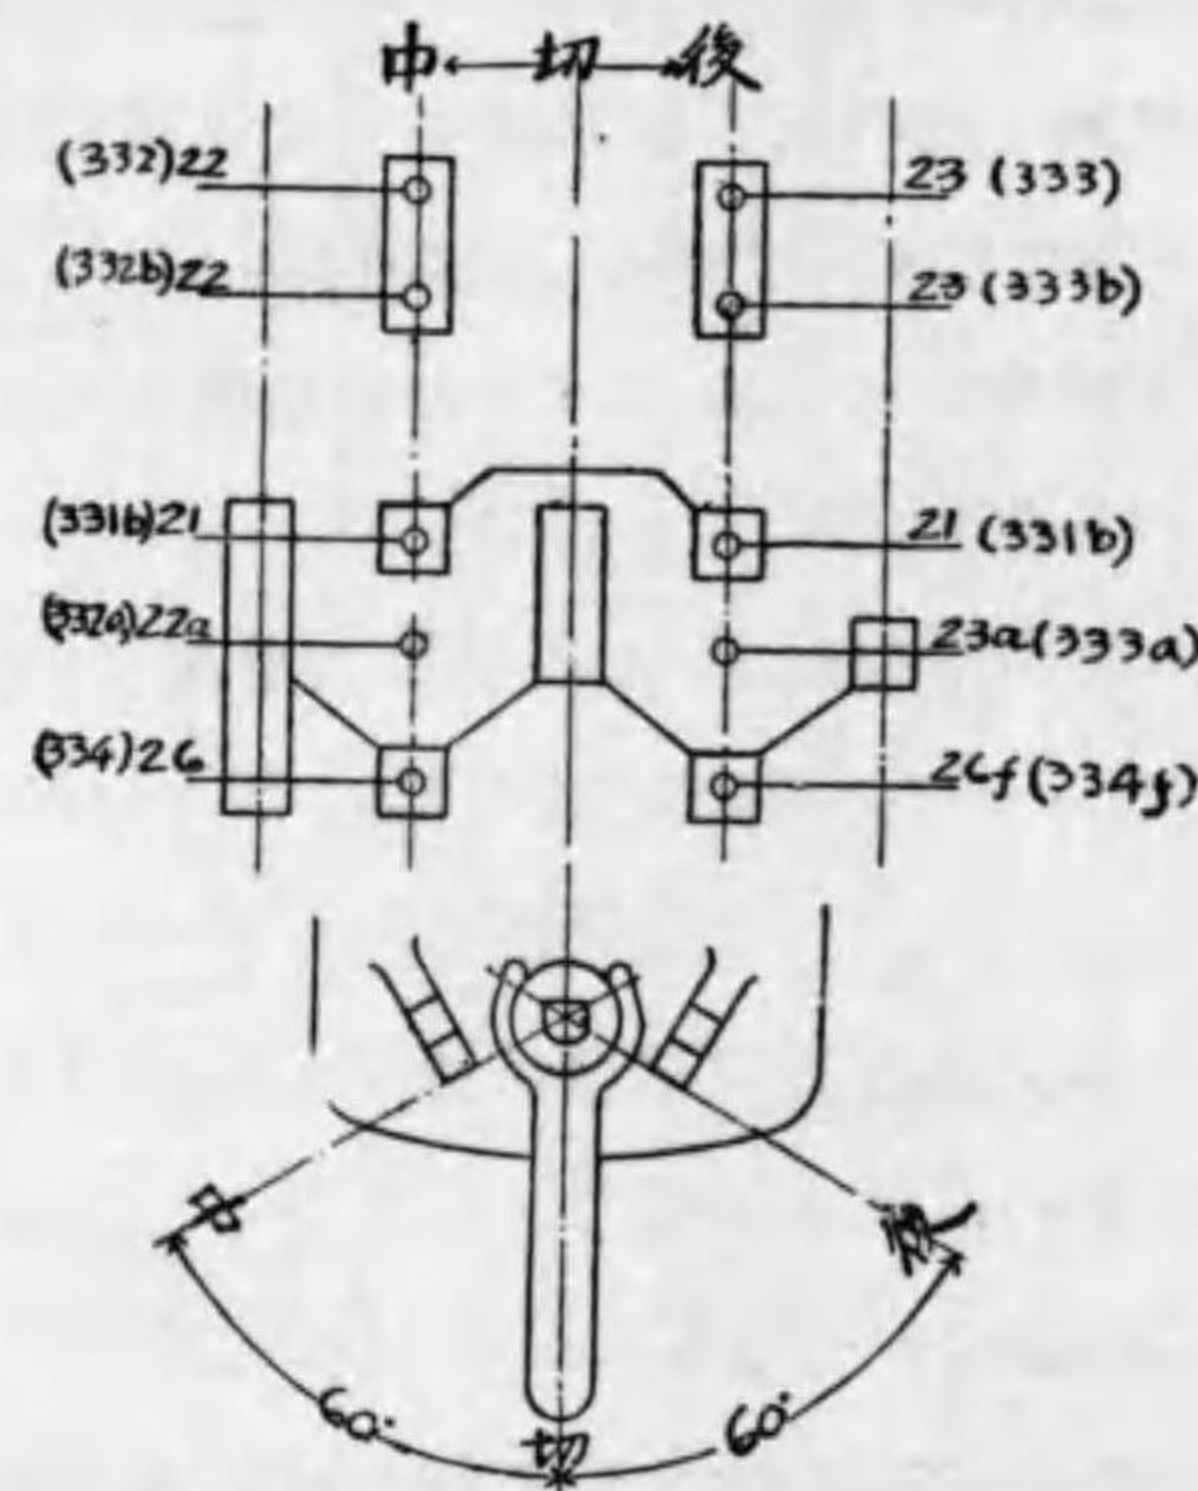 中 切 後
(332)22 23 (333)
(332b)22 23 (333b)
(331b)21 21 (331b)
(332a)22a 23a(333a)
(334)26 26f(334f)
中 後
60° 60°
切